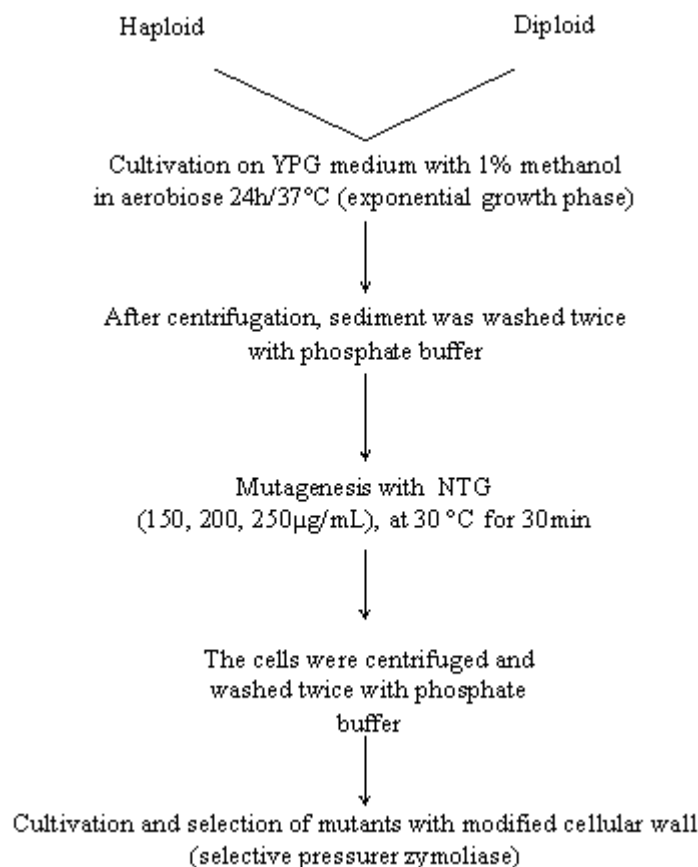 Haploid Diploid
Cultivation on YPG medium with 1% methanol
in aerobiose 24h/37°C (exponential growth phase)
After centrifugation, sediment was washed twice
with phosphate buffer
Mutagenesis with NTG
(150, 200, 250µg/mL), at 30 °C for 30min
The cells were centrifuged and
washed twice with phosphate
buffer
Cultivation and selection of mutants with modified cellular wall
(selective pressurer zymoliase)